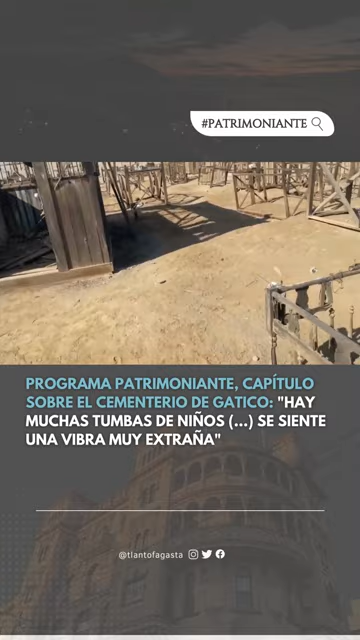 #PATRIMONIANTE
PROGRAMA PATRIMONIANTE, CAPÍTULO
SOBRE EL CEMENTERIO DE GATICO: "HAY
MUCHAS TUMBAS DE NIÑOS (...) SE SIENTE
UNA VIBRA MUY EXTRAÑA"
@tlantofagasta